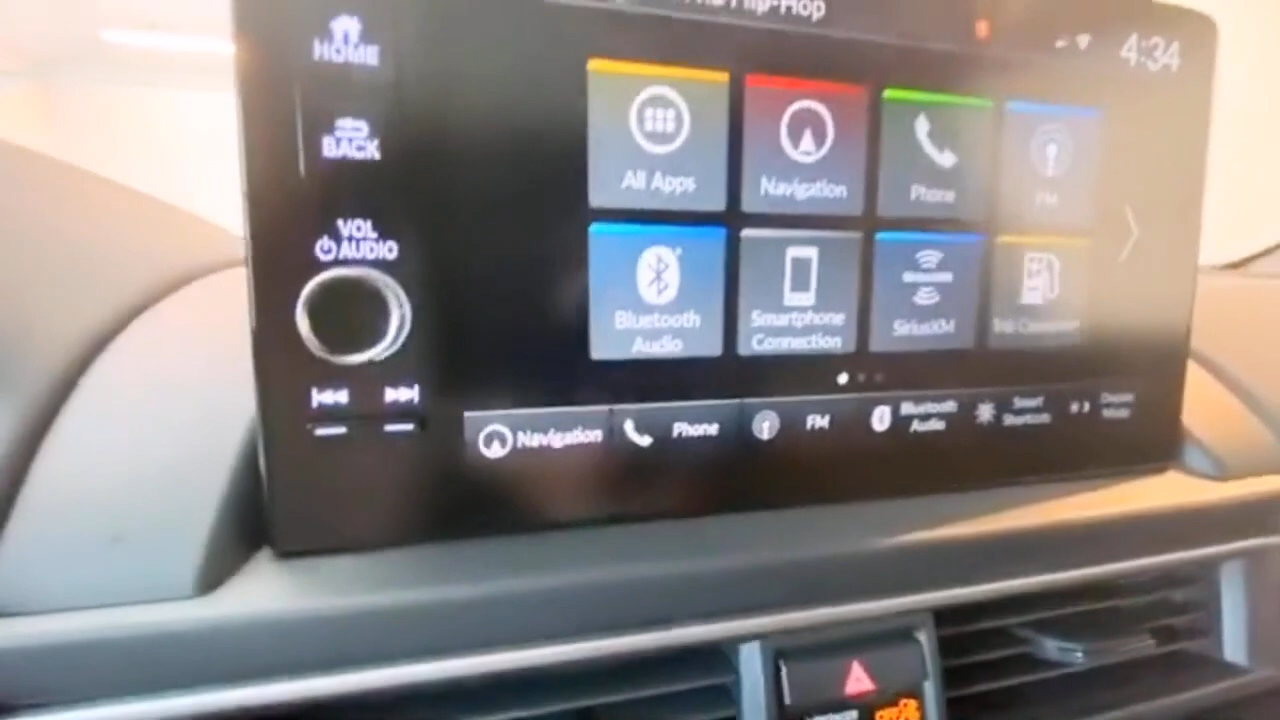 Hip-Hop
HOME
4:34
BACK
All Apps
Navigation
Phone
FM
VOL
AUDIO
Bluetooth
Audio
Smartphone
Connection
SiriusXM
Navigation
Phone
FM
Bluetooth
Audio
Smart
Shortcuts
OFF